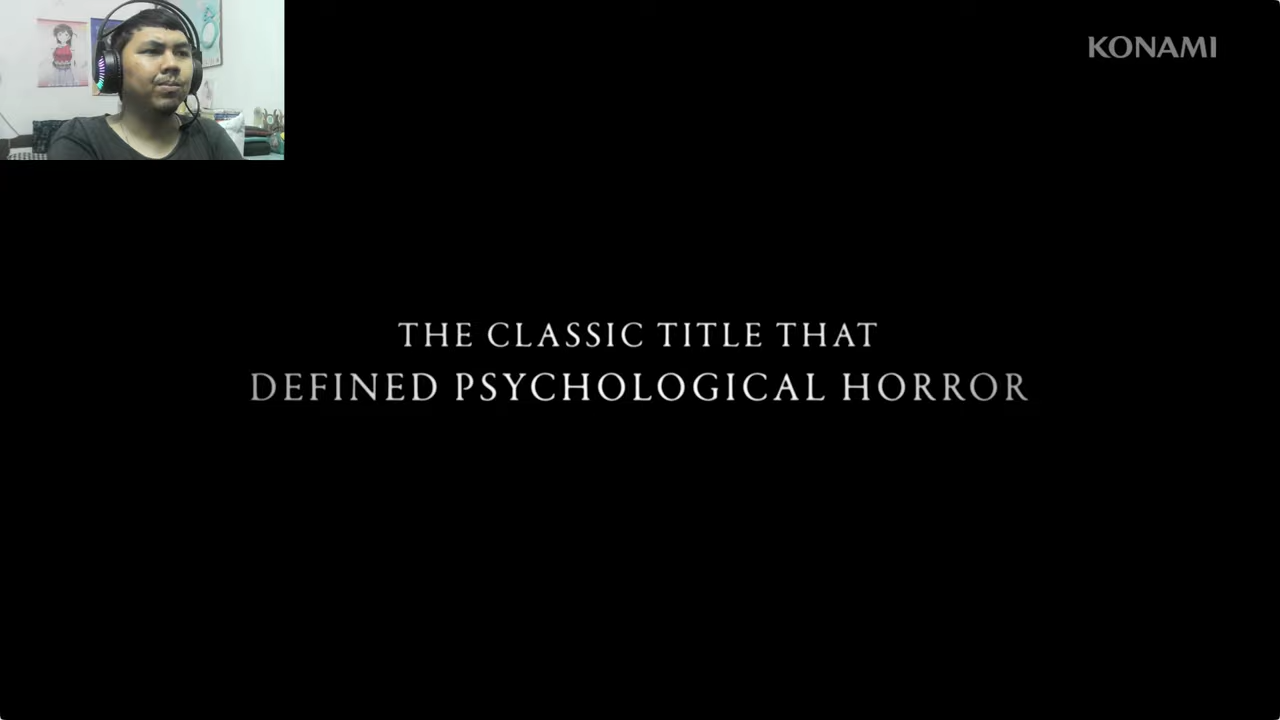 KONAMI
THE CLASSIC TITLE THAT
DEFINED PSYCHOLOGICAL HORROR